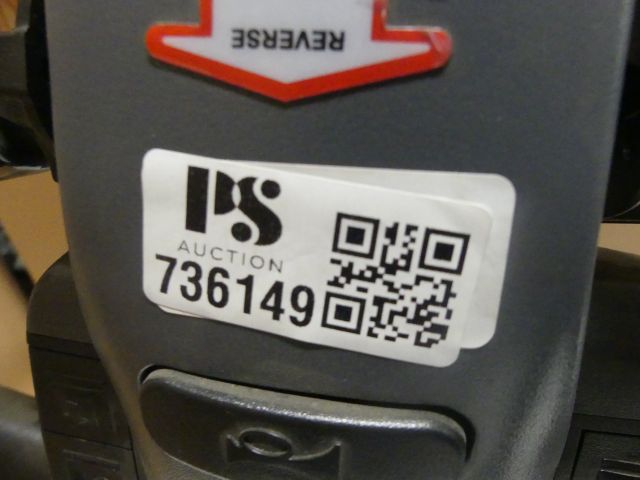 REVERSE
PS
AUCTION
736149